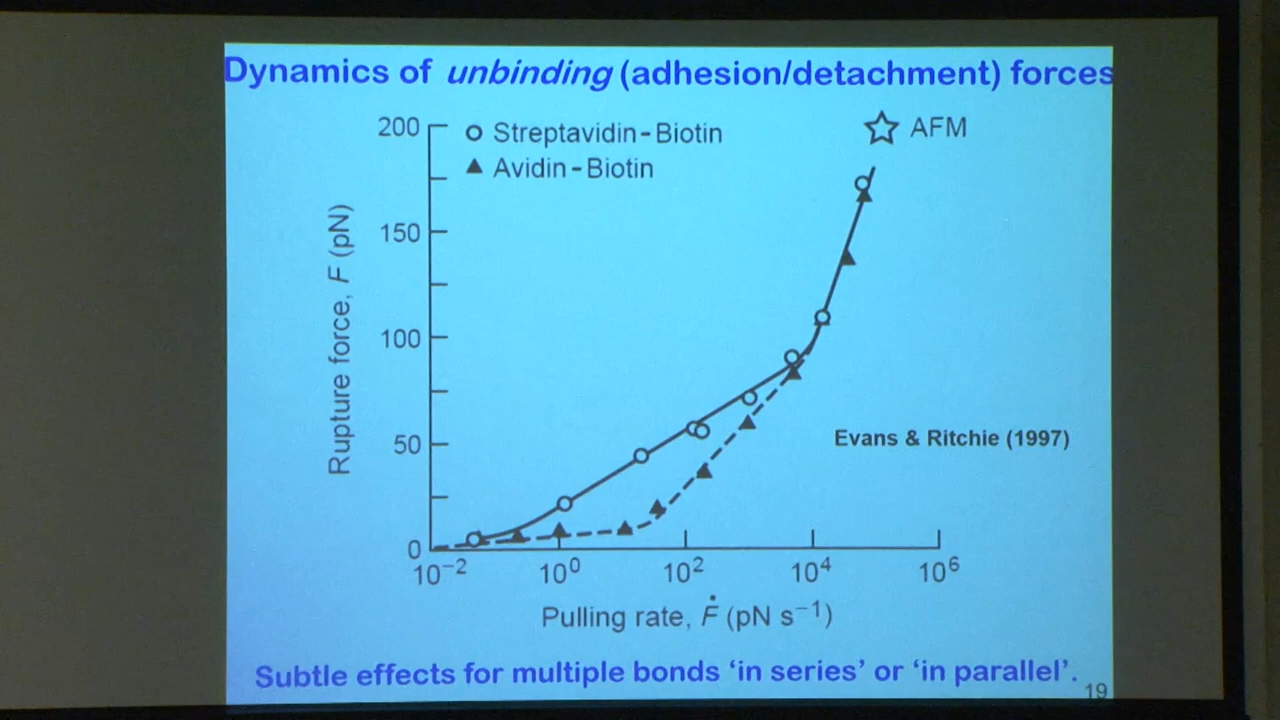 Dynamics of unbinding (adhesion/detachment) forces
200
Streptavidin-Biotin
AFM
Avidin-Biotin
150
100
50
0
Rupture force, F (pN)
Evans & Ritchie (1997)
10⁻² 10⁰ 10² 10⁴ 10⁶
Pulling rate, Ḟ (pN s⁻¹)
Subtle effects for multiple bonds ‘in series’ or ‘in parallel’.
19